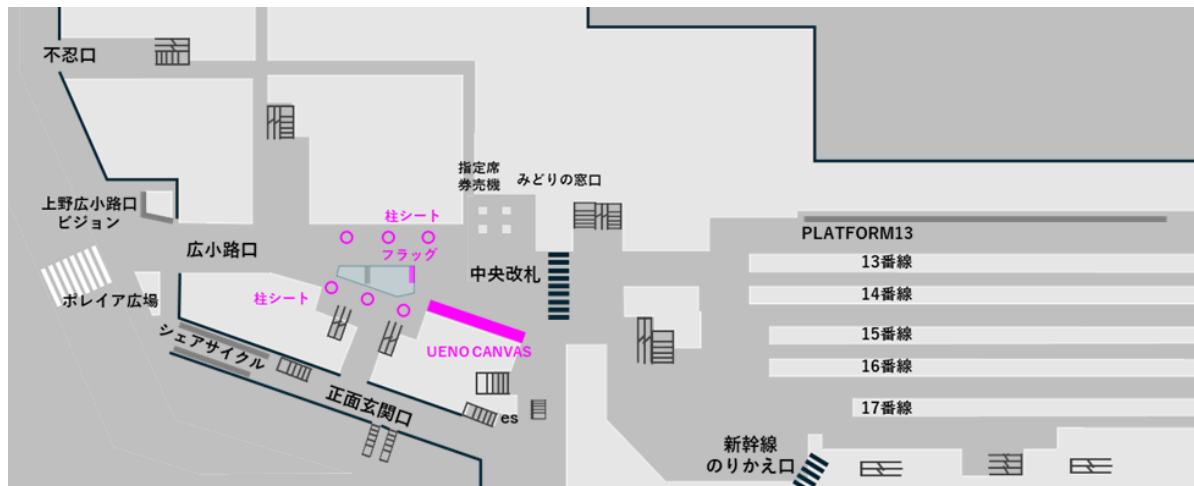 不忍口
指定席
券売機
みどりの窓口
上野広小路口
ビジョン
柱シート
PLATFORM13
広小路口
フラッグ
中央改札
13番線
ポレイア広場
柱シート
14番線
シェアサイクル
UENO CANVAS
15番線
16番線
正面玄関口
es
17番線
新幹線
のりかえ口